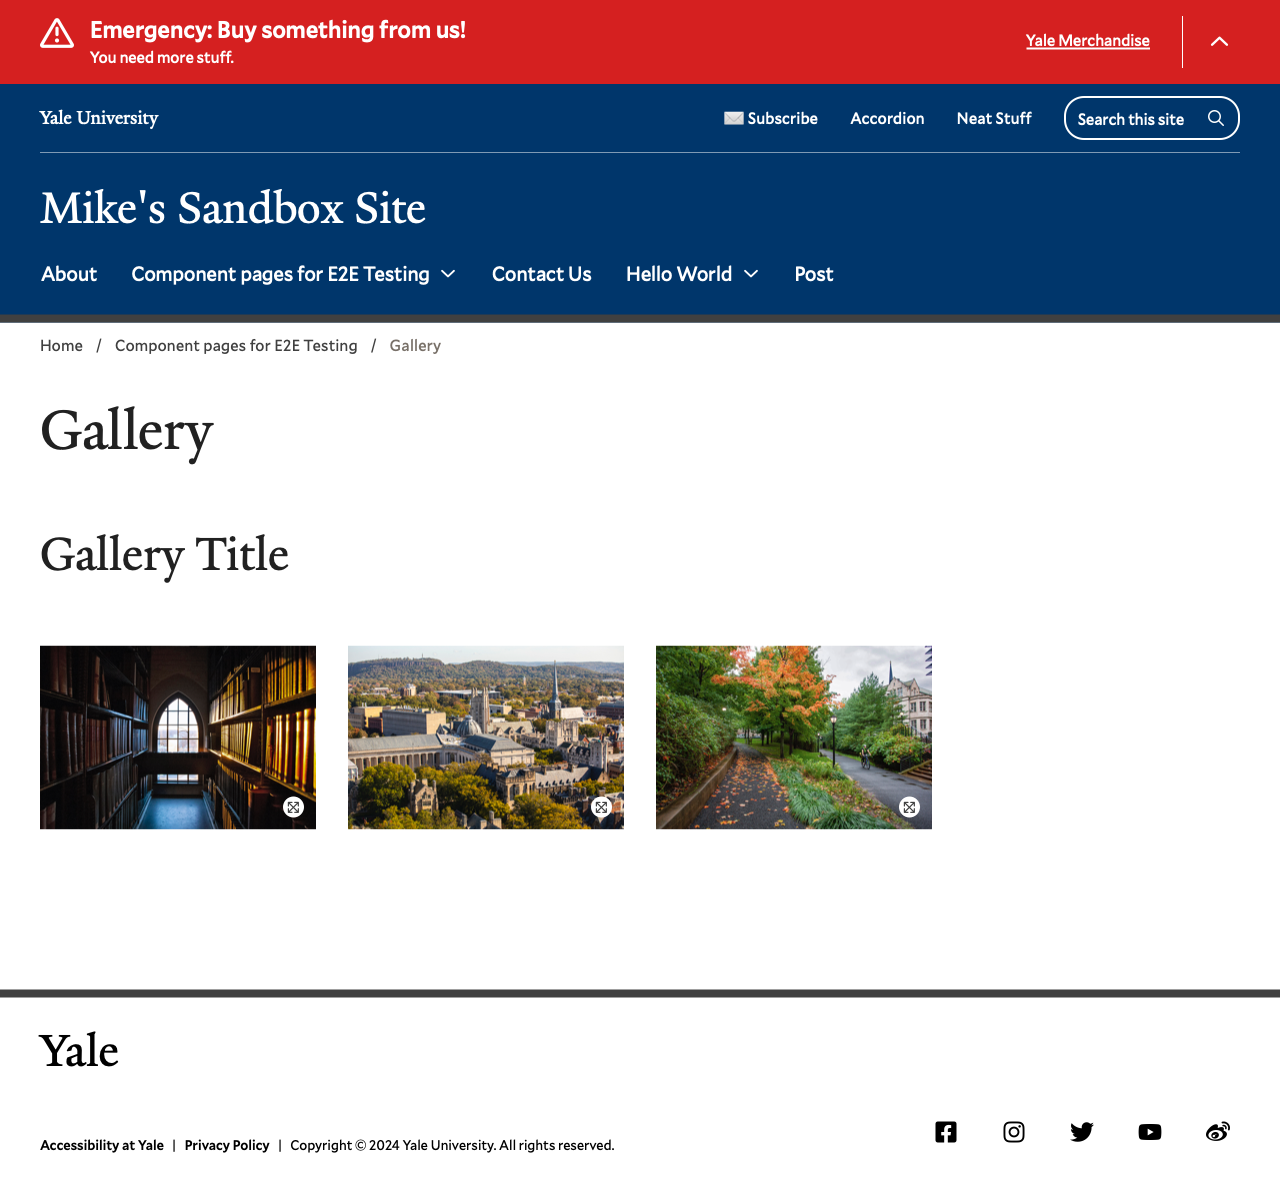 Emergency: Buy something from us!
You need more stuff.
Yale Merchandise
Yale University
Subscribe
Accordion
Neat Stuff
Search this site
Mike's Sandbox Site
About
Component pages for E2E Testing
Contact Us
Hello World
Post
Home / Component pages for E2E Testing / Gallery
Gallery
Gallery Title
Yale
Accessibility at Yale | Privacy Policy | Copyright © 2024 Yale University. All rights reserved.